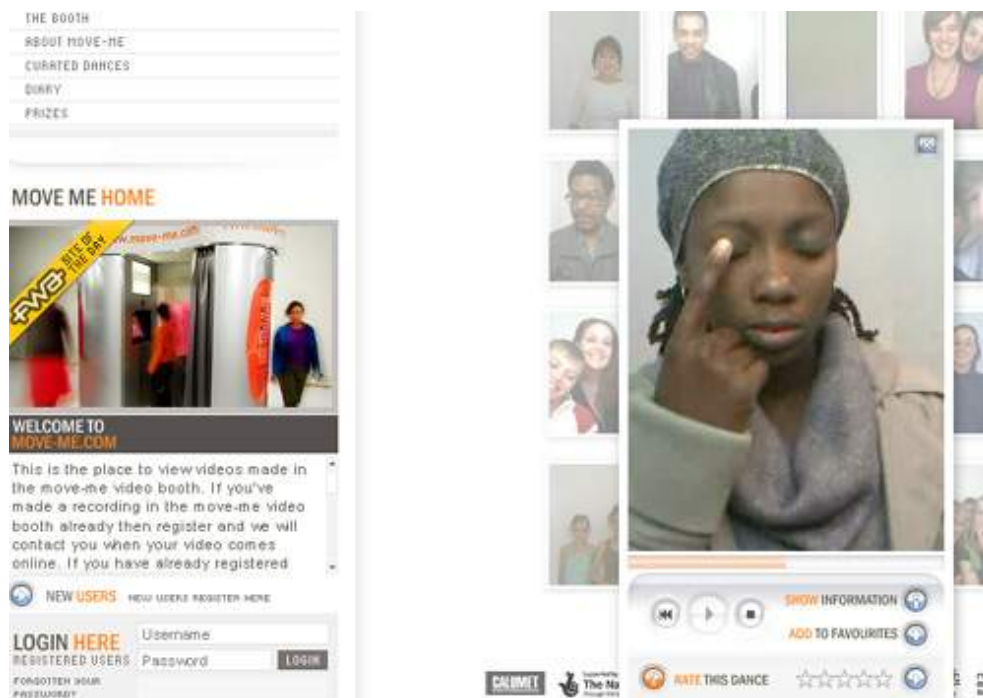 THE BOOTH
ABOUT MOVE-ME
CURATED DANCES
DIARY
PRIZES
MOVE ME HOME
www.move-me.com
fwa SITE OF
THE DAY
WELCOME TO
MOVE-ME.COM
This is the place to view videos made in
the move-me video booth. If you've
made a recording in the move-me video
booth already then register and we will
contact you when your video comes
online. If you have already registered
NEW USERS NEW USERS REGISTER HERE
LOGIN HERE
REGISTERED USERS
Username
Password
LOGIN
FORGOTTEN YOUR
PASSWORD?
SHOW INFORMATION
ADD TO FAVOURITES
RATE THIS DANCE
CALUMET
The Na